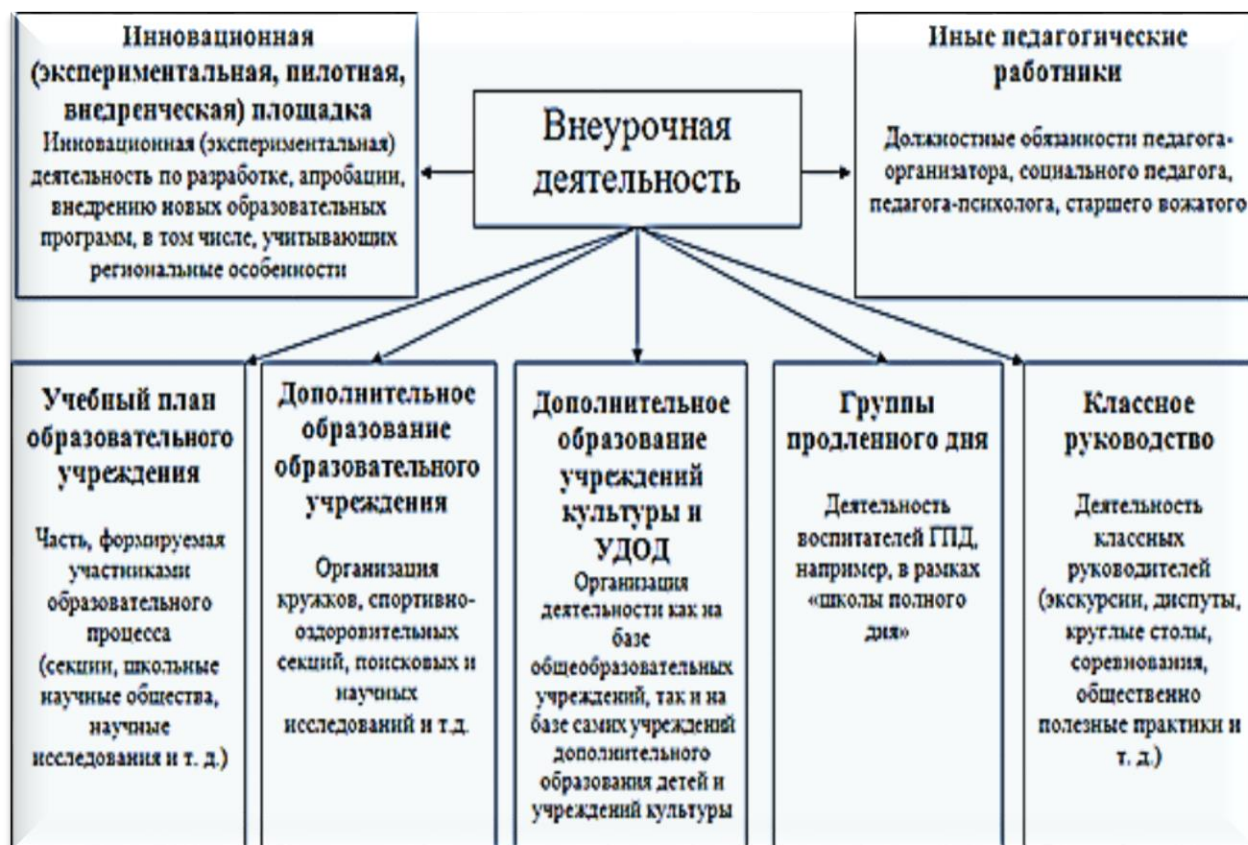 Инновационная
(экспериментальная, пилотная,
внедренческая) площадка
Инновационная (экспериментальная)
деятельность по разработке, апробации,
внедрению новых образовательных
программ, в том числе, учитывающих
региональные особенности
Внеурочная
деятельность
Иные педагогические
работники
Должностные обязанности педагога-
организатора, социального педагога,
педагога-психолога, старшего вожатого
Учебный план
образовательного
учреждения
Часть, формируемая
участниками
образовательного
процесса
(секции, школьные
научные общества,
научные
исследования и т. д.)
Дополнительное
образование
образовательного
учреждения
Организация
кружков, спортивно-
оздоровительных
секций, поисковых и
научных
исследований и т.д.
Дополнительное
образование
учреждений
культуры и
УДОД
Организация
деятельности как на
базе
общеобразовательных
учреждений, так и на
базе самих учреждений
дополнительного
образования детей и
учреждений культуры
Группы
продленного дня
Деятельность
воспитателей ГПД,
например, в рамках
«школы полного
дня»
Классное
руководство
Деятельность
классных
руководителей
(экскурсии, диспуты,
круглые столы,
соревнования,
общественно
полезные практики и
т. д.)